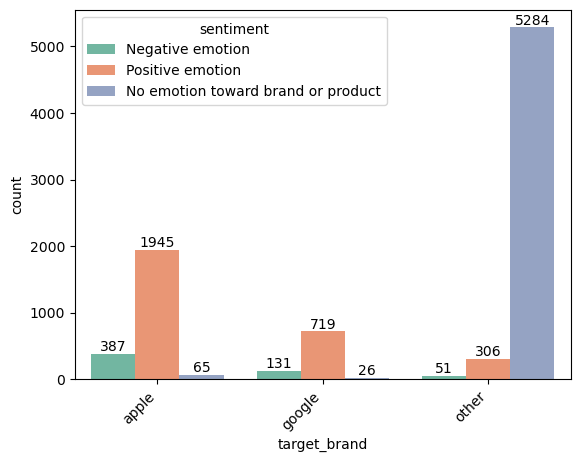 sentiment
Negative emotion
Positive emotion
No emotion toward brand or product
5284
5000
4000
3000
2000
1000
0
count
387
1945
65
131
719
26
51
306
apple
google
other
target_brand